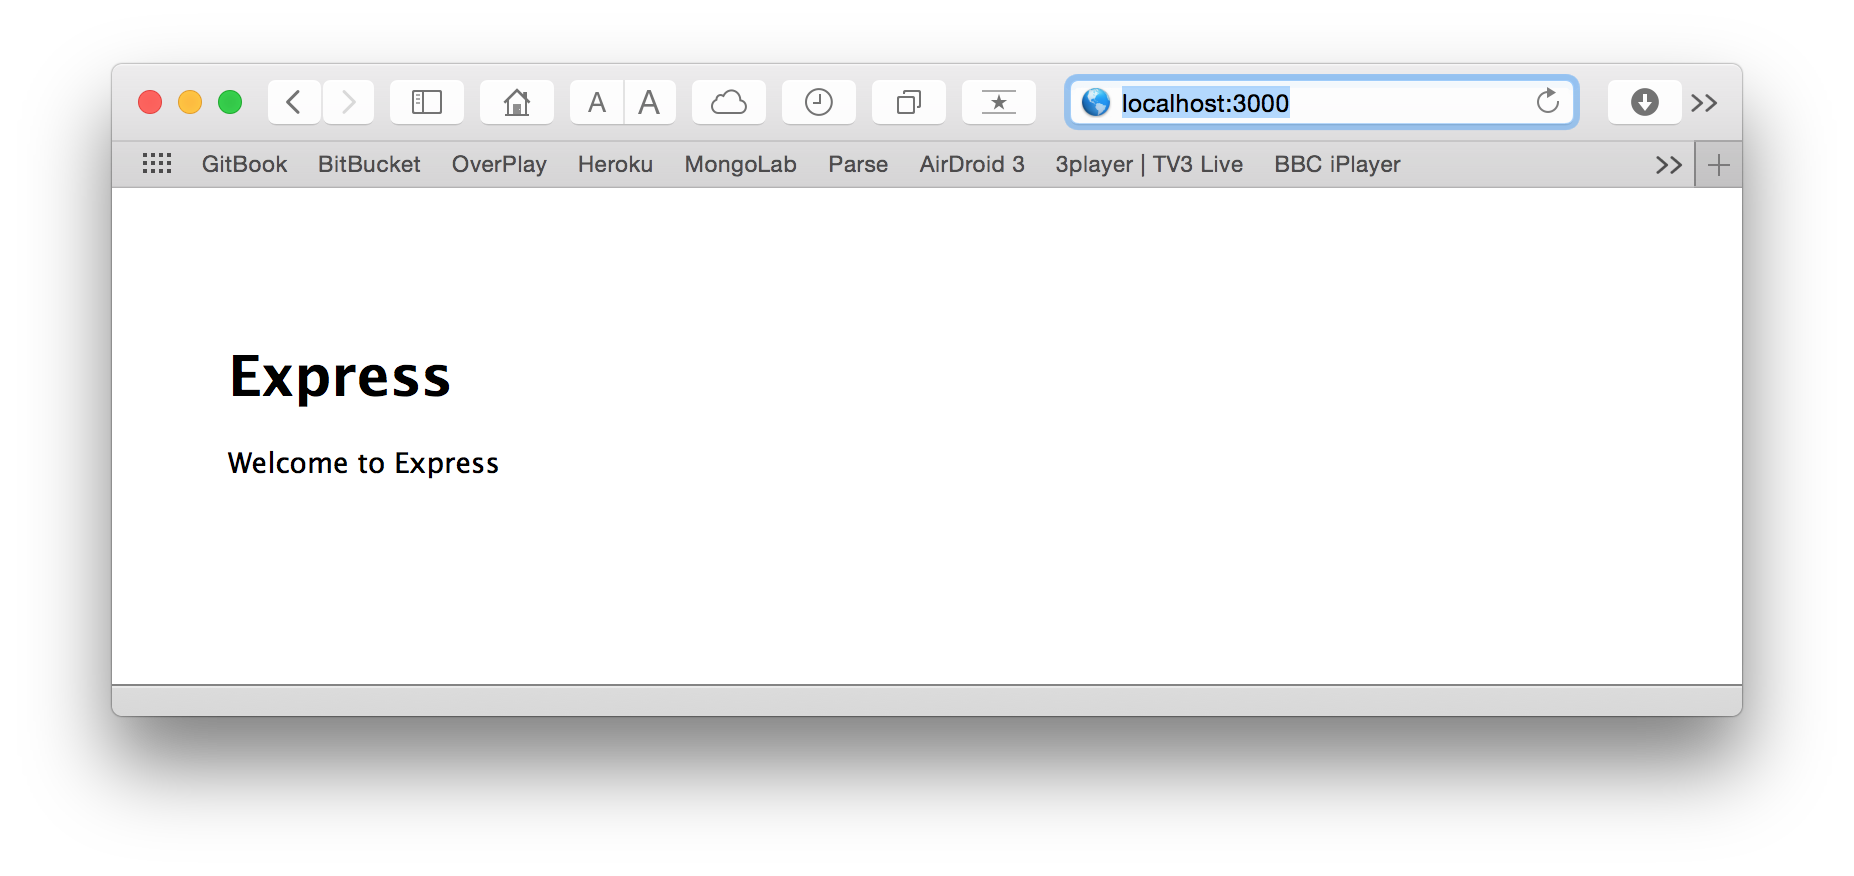 A A localhost:3000
GitBook BitBucket OverPlay Heroku MongoLab Parse AirDroid 3 3player | TV3 Live BBC iPlayer
Express
Welcome to Express